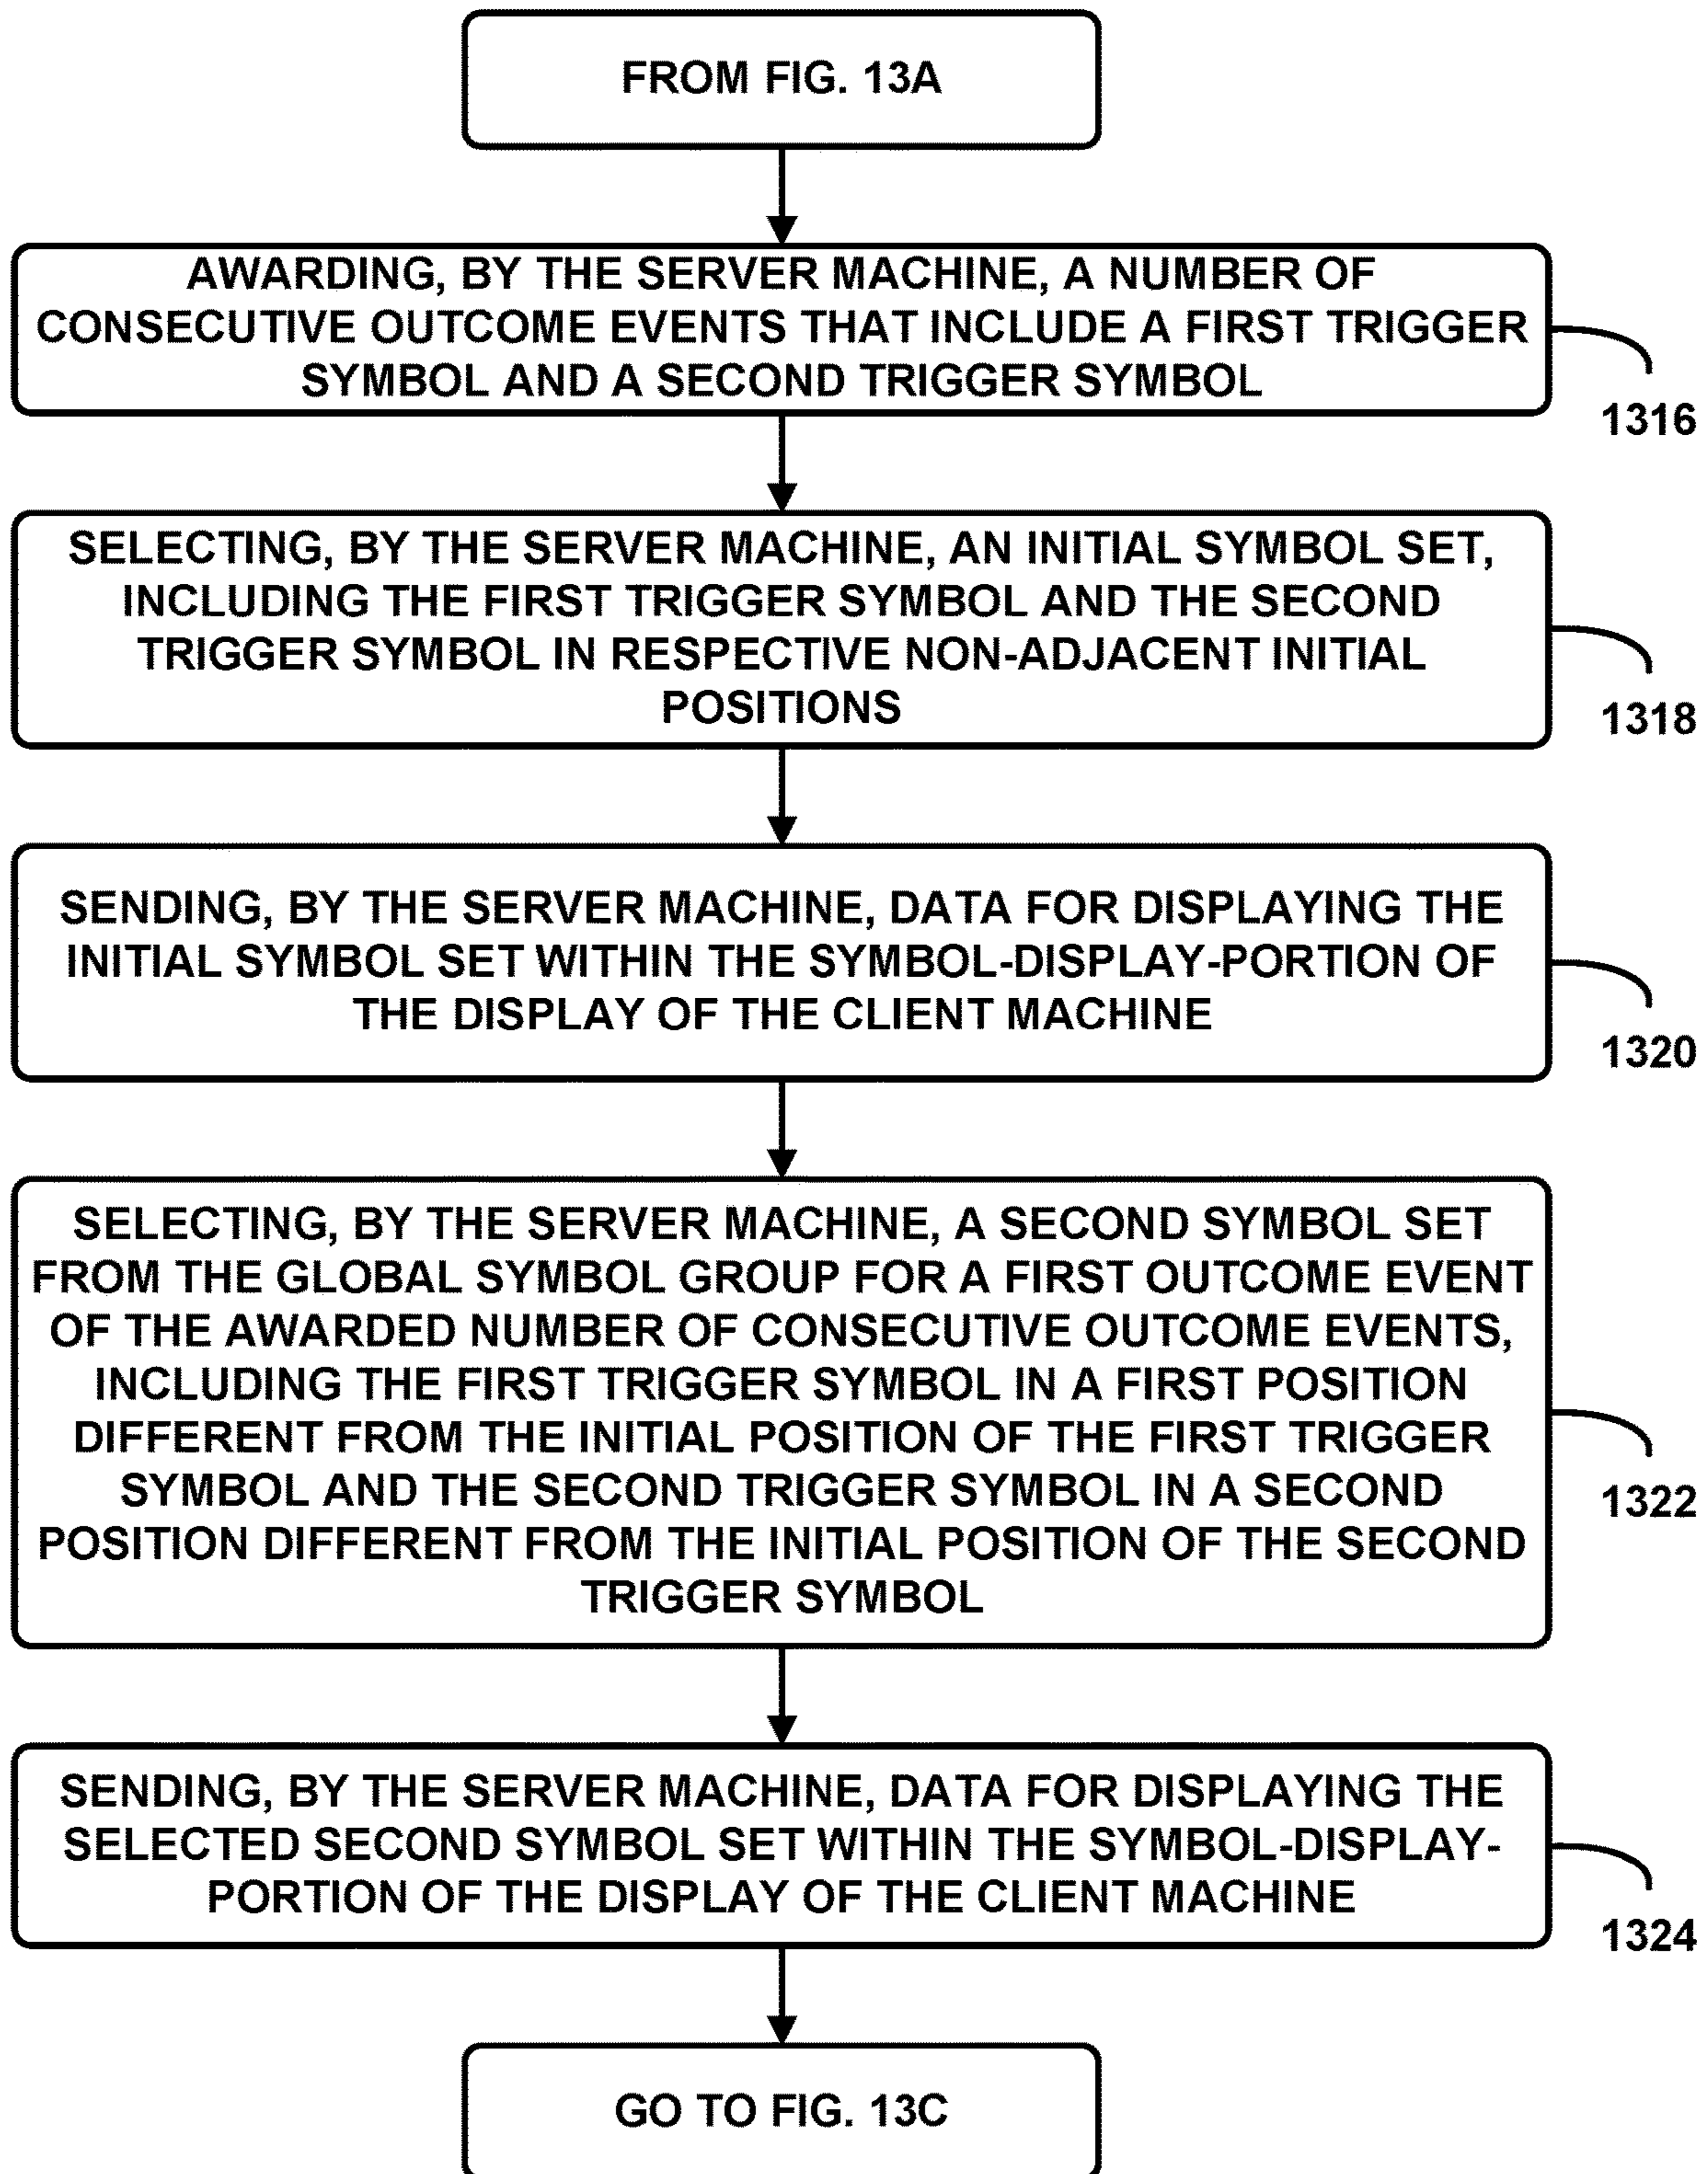 FROM FIG. 13A
AWARDING, BY THE SERVER MACHINE, A NUMBER OF
CONSECUTIVE OUTCOME EVENTS THAT INCLUDE A FIRST TRIGGER
SYMBOL AND A SECOND TRIGGER SYMBOL
1316
SELECTING, BY THE SERVER MACHINE, AN INITIAL SYMBOL SET,
INCLUDING THE FIRST TRIGGER SYMBOL AND THE SECOND
TRIGGER SYMBOL IN RESPECTIVE NON-ADJACENT INITIAL
POSITIONS
1318
SENDING, BY THE SERVER MACHINE, DATA FOR DISPLAYING THE
INITIAL SYMBOL SET WITHIN THE SYMBOL-DISPLAY-PORTION OF
THE DISPLAY OF THE CLIENT MACHINE
1320
SELECTING, BY THE SERVER MACHINE, A SECOND SYMBOL SET
FROM THE GLOBAL SYMBOL GROUP FOR A FIRST OUTCOME EVENT
OF THE AWARDED NUMBER OF CONSECUTIVE OUTCOME EVENTS,
INCLUDING THE FIRST TRIGGER SYMBOL IN A FIRST POSITION
DIFFERENT FROM THE INITIAL POSITION OF THE FIRST TRIGGER
SYMBOL AND THE SECOND TRIGGER SYMBOL IN A SECOND
POSITION DIFFERENT FROM THE INITIAL POSITION OF THE SECOND
TRIGGER SYMBOL
1322
SENDING, BY THE SERVER MACHINE, DATA FOR DISPLAYING THE
SELECTED SECOND SYMBOL SET WITHIN THE SYMBOL-DISPLAY-
PORTION OF THE DISPLAY OF THE CLIENT MACHINE
1324
GO TO FIG. 13C